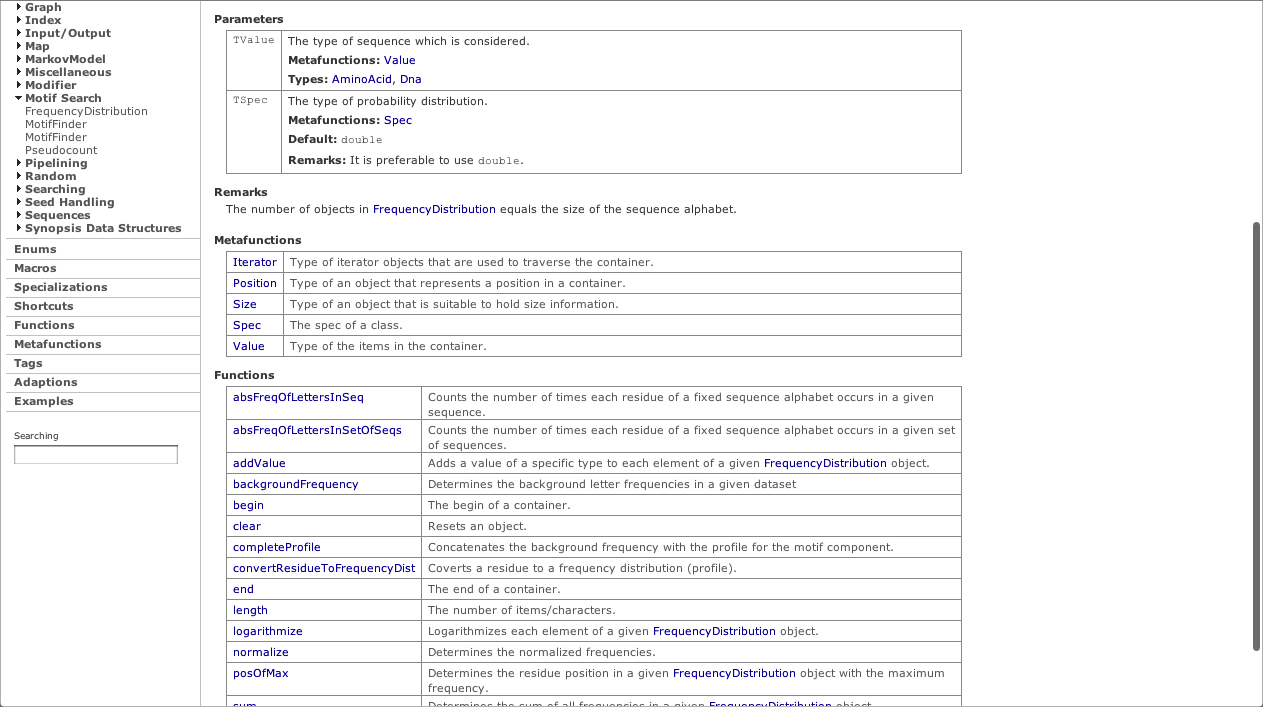 Graph
Index
Input/Output
Map
MarkovModel
Miscellaneous
Modifier
Motif Search
FrequencyDistribution
MotifFinder
MotifFinder
Pseudocount
Pipelining
Random
Searching
Seed Handling
Sequences
Synopsis Data Structures
Enums
Macros
Specializations
Shortcuts
Functions
Metafunctions
Tags
Adaptions
Examples
Searching
Parameters
TValue The type of sequence which is considered.
Metafunctions: Value
Types: AminoAcid, Dna
TSpec The type of probability distribution.
Metafunctions: Spec
Default: double
Remarks: It is preferable to use double.
Remarks
The number of objects in FrequencyDistribution equals the size of the sequence alphabet.
Metafunctions
Iterator Type of iterator objects that are used to traverse the container.
Position Type of an object that represents a position in a container.
Size Type of an object that is suitable to hold size information.
Spec The spec of a class.
Value Type of the items in the container.
Functions
absFreqOfLettersInSeq Counts the number of times each residue of a fixed sequence alphabet occurs in a given
sequence.
absFreqOfLettersInSetOfSeqs Counts the number of times each residue of a fixed sequence alphabet occurs in a given set
of sequences.
addValue Adds a value of a specific type to each element of a given FrequencyDistribution object.
backgroundFrequency Determines the background letter frequencies in a given dataset
begin The begin of a container.
clear Resets an object.
completeProfile Concatenates the background frequency with the profile for the motif component.
convertResidueToFrequencyDist Coverts a residue to a frequency distribution (profile).
end The end of a container.
length The number of items/characters.
logarithmize Logarithmizes each element of a given FrequencyDistribution object.
normalize Determines the normalized frequencies.
posOfMax Determines the residue position in a given FrequencyDistribution object with the maximum
frequency.
sum Determines the sum of all frequencies in a given FrequencyDistribution object.